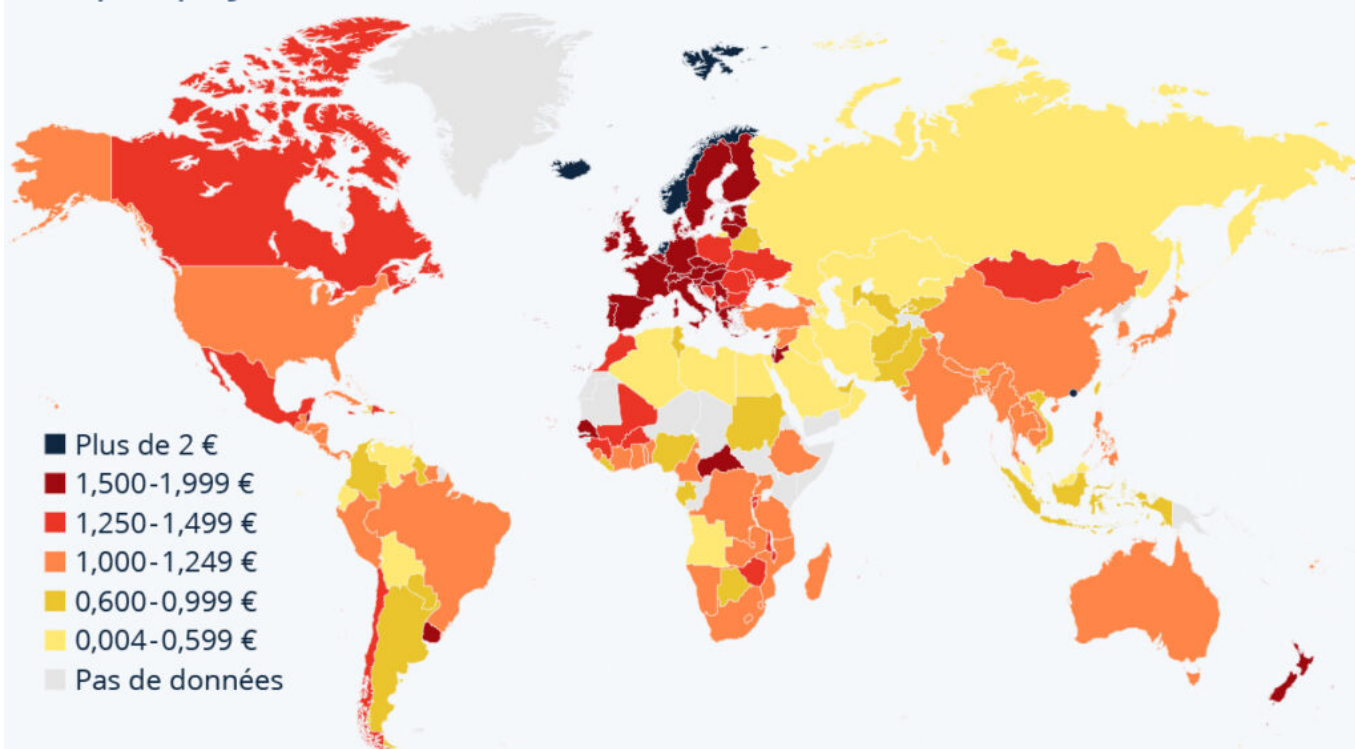 Plus de 2 €
1,500-1,999 €
1,250-1,499 €
1,000-1,249 €
0,600-0,999 €
0,004-0,599 €
Pas de données